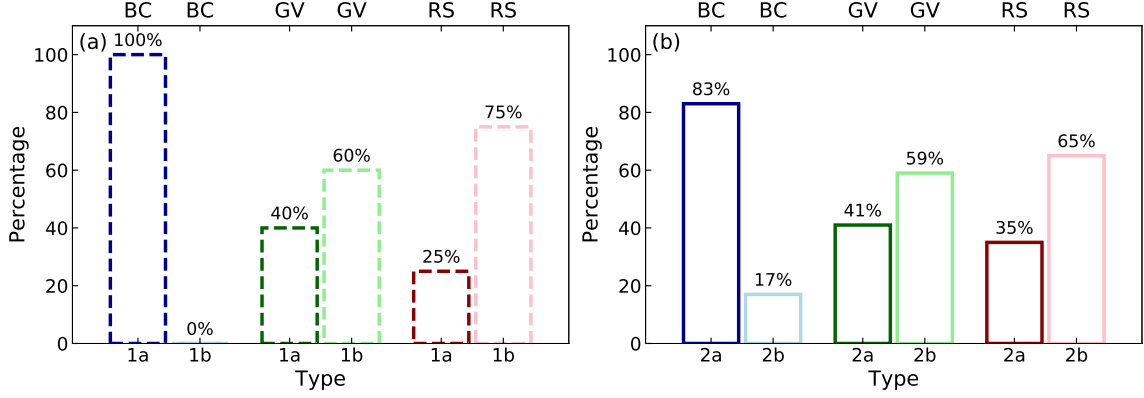 BC BC GV GV RS RS
(a)
100%
0%
40%
60%
25%
75%
100
80
60
40
20
0
Percentage
1a 1b 1a 1b 1a 1b
Type
BC BC GV GV RS RS
(b)
83%
17%
41%
59%
35%
65%
100
80
60
40
20
0
Percentage
2a 2b 2a 2b 2a 2b
Type